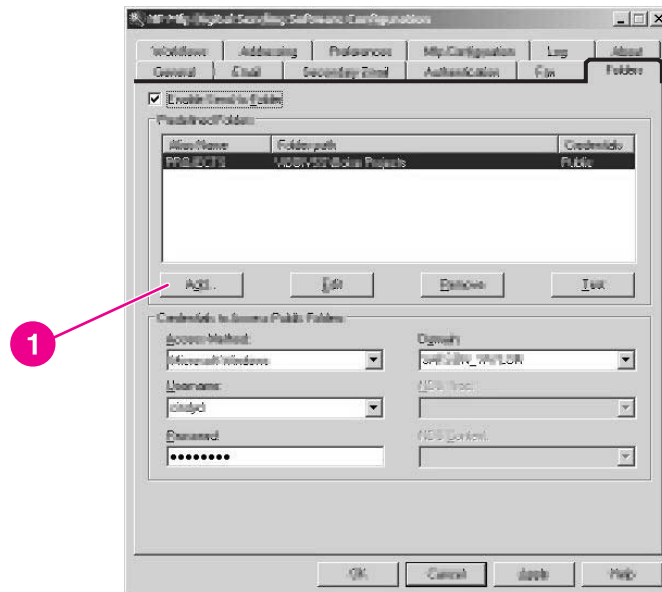 HP Mfp Digital Sending Software Configuration
Workflows Addressing Preferences Mfp Configuration Log About
General Email Secondary Email Authentication Fax Folders
Enable Send to Folder
Predefined Folders
Alias Name Folder path Credentials
PROJECTS Projects Public
Add... Edit Remove Test
1
Credentials to Access Public Folders
Access Method: Domain:
Microsoft Windows
Username: NDS Tree:
Password: NDS Context:
••••••••
OK Cancel Apply Help